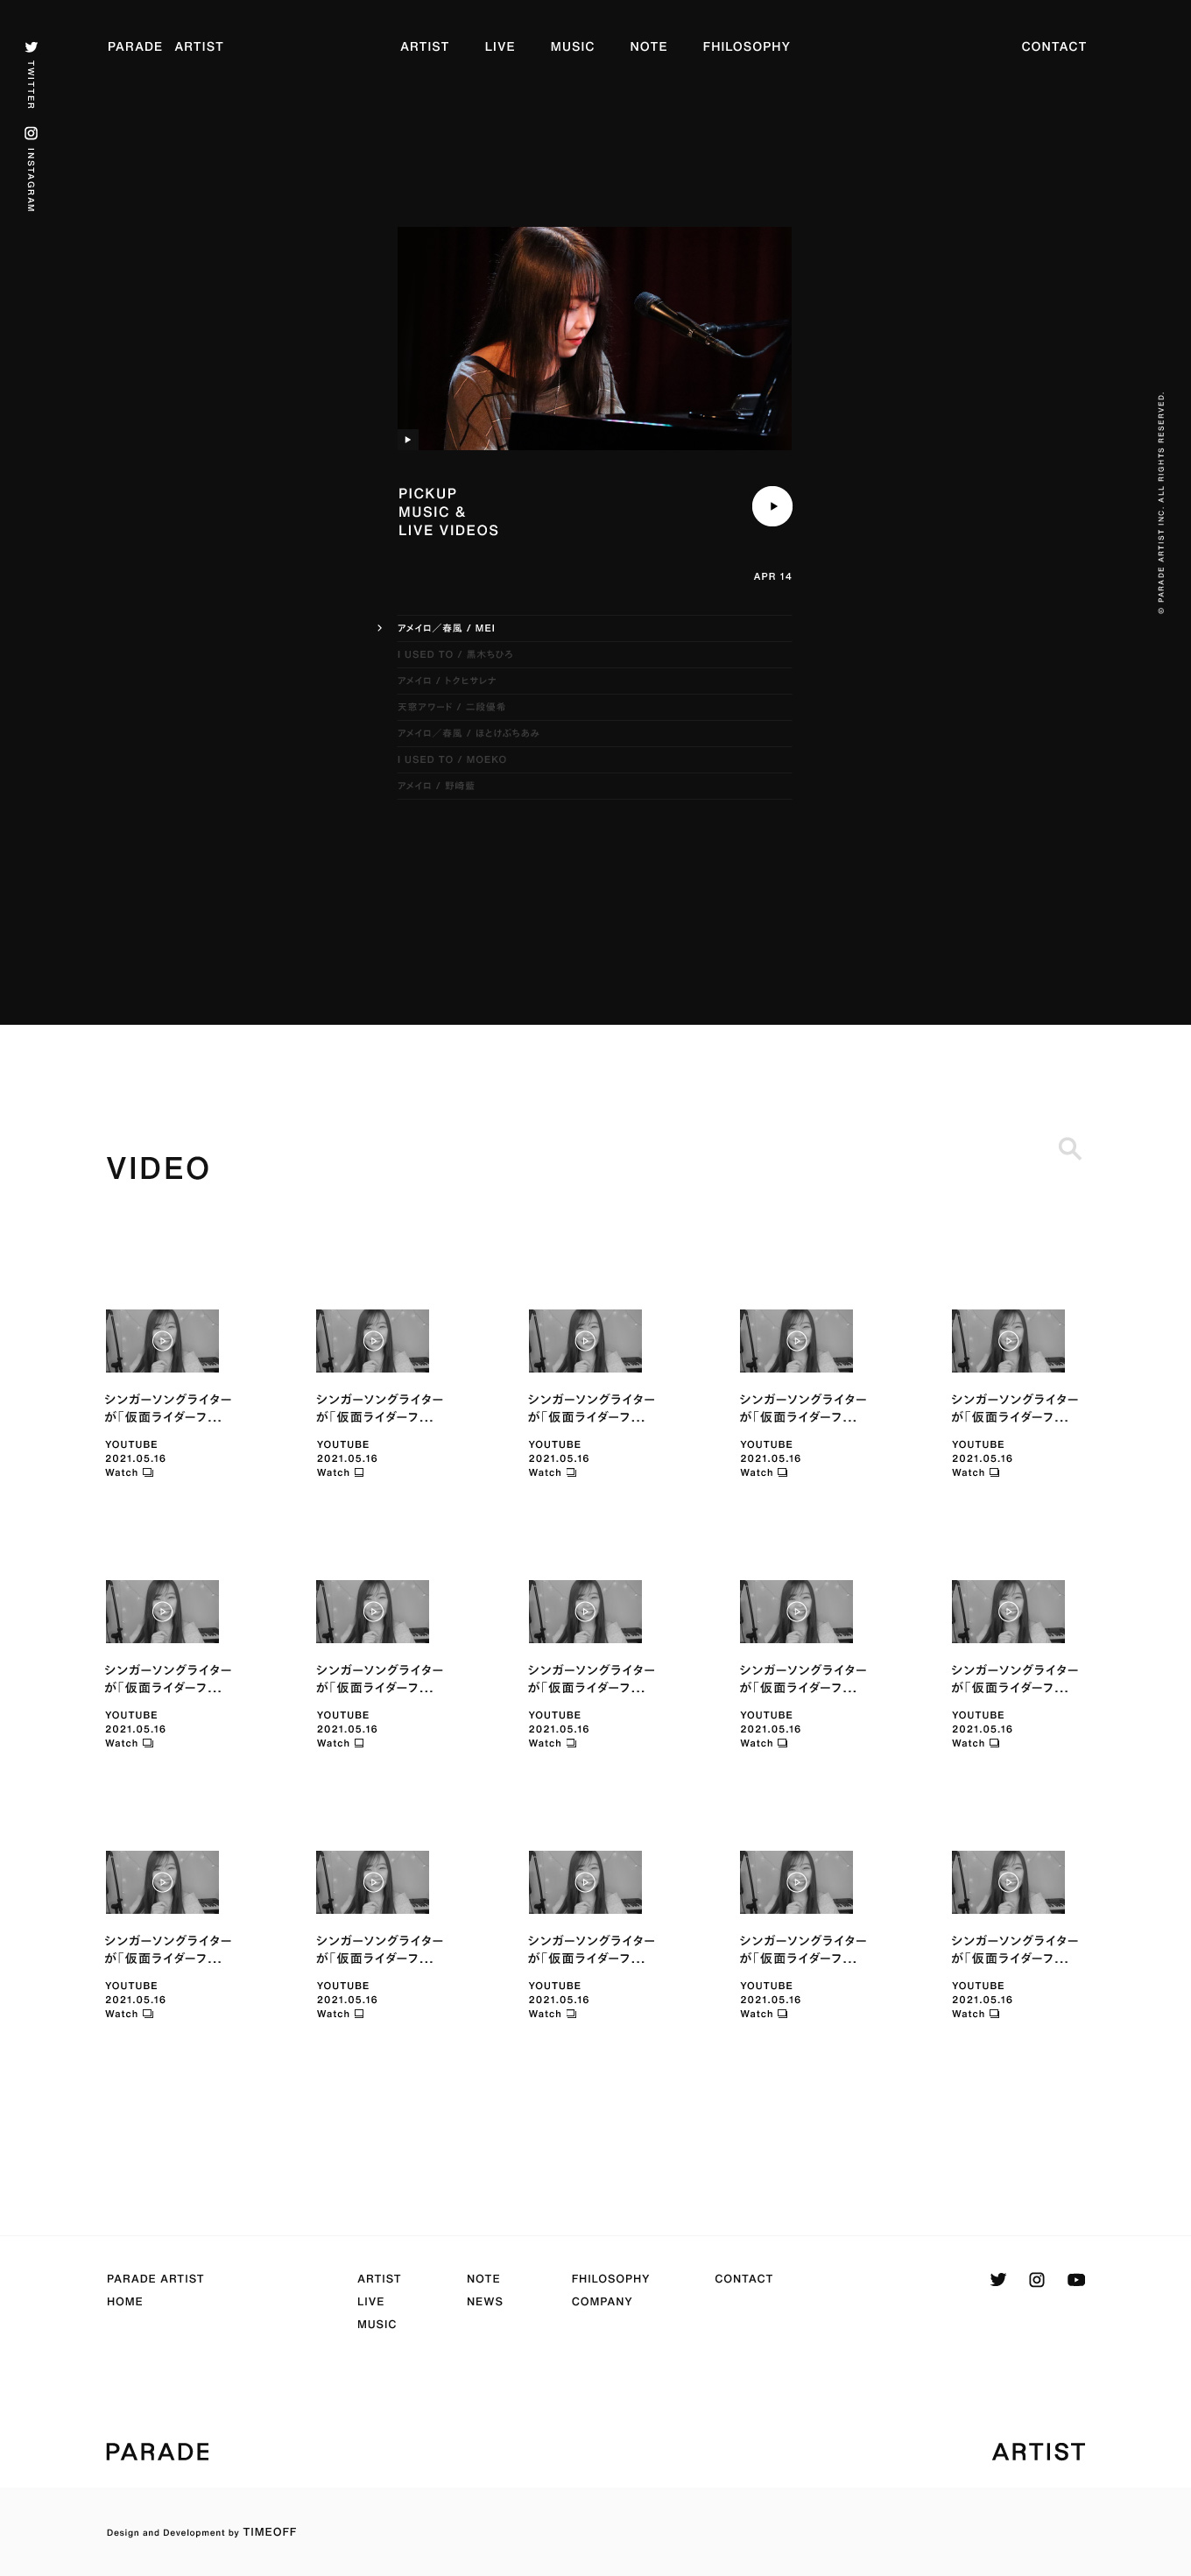 PARADE ARTIST
ARTIST LIVE MUSIC NOTE FHILOSOPHY
CONTACT
TWITTER
INSTAGRAM
PICKUP
MUSIC &
LIVE VIDEOS
APR 14
© PARADE ARTIST INC. ALL RIGHTS RESERVED.
アメイロ／春風 / MEI
I USED TO / 黒木ちひろ
アメイロ / トクヒサレナ
天窓アワード / 二段優希
アメイロ／春風 / ほとけぶちあみ
I USED TO / MOEKO
アメイロ / 野崎藍
VIDEO
シンガーソングライター シンガーソングライター シンガーソングライター シンガーソングライター シンガーソングライター
が「仮面ライダーフ... が「仮面ライダーフ... が「仮面ライダーフ... が「仮面ライダーフ... が「仮面ライダーフ...
YOUTUBE YOUTUBE YOUTUBE YOUTUBE YOUTUBE
2021.05.16 2021.05.16 2021.05.16 2021.05.16 2021.05.16
Watch Watch Watch Watch Watch
シンガーソングライター シンガーソングライター シンガーソングライター シンガーソングライター シンガーソングライター
が「仮面ライダーフ... が「仮面ライダーフ... が「仮面ライダーフ... が「仮面ライダーフ... が「仮面ライダーフ...
YOUTUBE YOUTUBE YOUTUBE YOUTUBE YOUTUBE
2021.05.16 2021.05.16 2021.05.16 2021.05.16 2021.05.16
Watch Watch Watch Watch Watch
シンガーソングライター シンガーソングライター シンガーソングライター シンガーソングライター シンガーソングライター
が「仮面ライダーフ... が「仮面ライダーフ... が「仮面ライダーフ... が「仮面ライダーフ... が「仮面ライダーフ...
YOUTUBE YOUTUBE YOUTUBE YOUTUBE YOUTUBE
2021.05.16 2021.05.16 2021.05.16 2021.05.16 2021.05.16
Watch Watch Watch Watch Watch
PARADE ARTIST ARTIST NOTE FHILOSOPHY CONTACT
HOME LIVE NEWS COMPANY
MUSIC
PARADE ARTIST
Design and Development by TIMEOFF